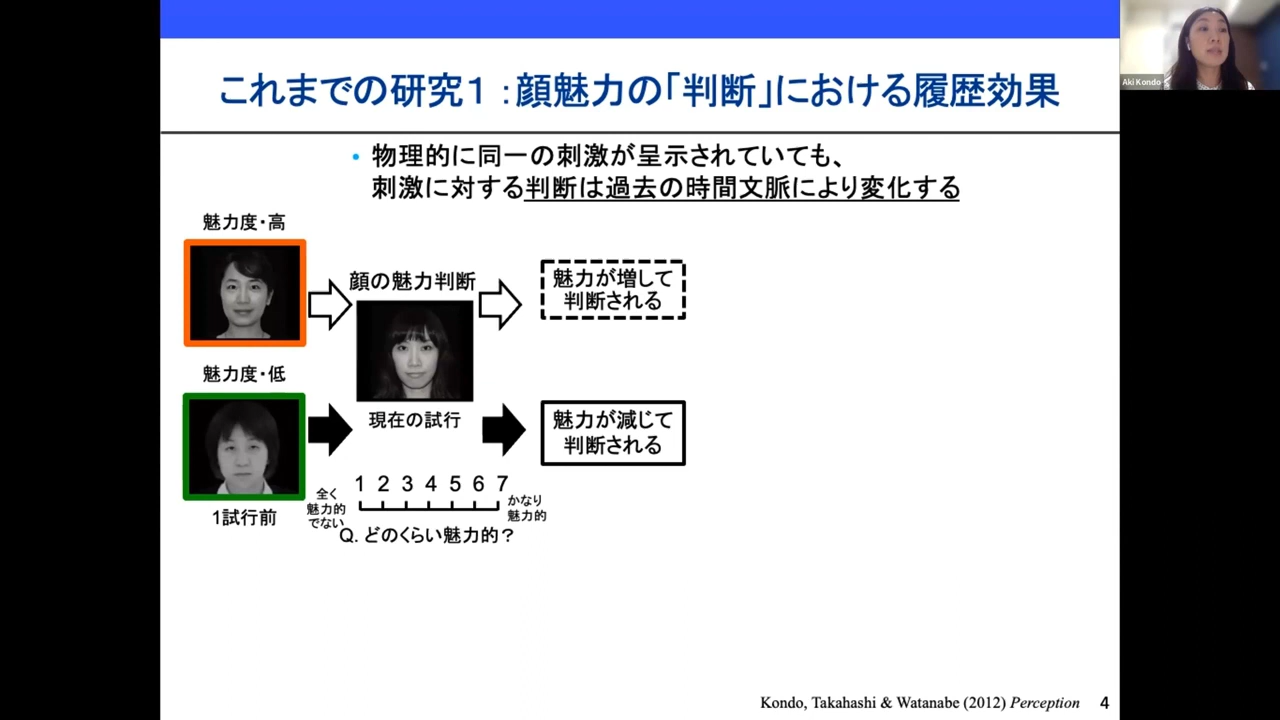 これまでの研究１：顔魅力の「判断」における履歴効果
Aki Kondo
• 物理的に同一の刺激が呈示されていても、
刺激に対する判断は過去の時間文脈により変化する
魅力度・高
顔の魅力判断
魅力が増して
判断される
魅力度・低
現在の試行
魅力が減じて
判断される
1試行前
1 2 3 4 5 6 7
全く
魅力的
でない
かなり
魅力的
Q. どのくらい魅力的？
Kondo, Takahashi & Watanabe (2012) Perception
4